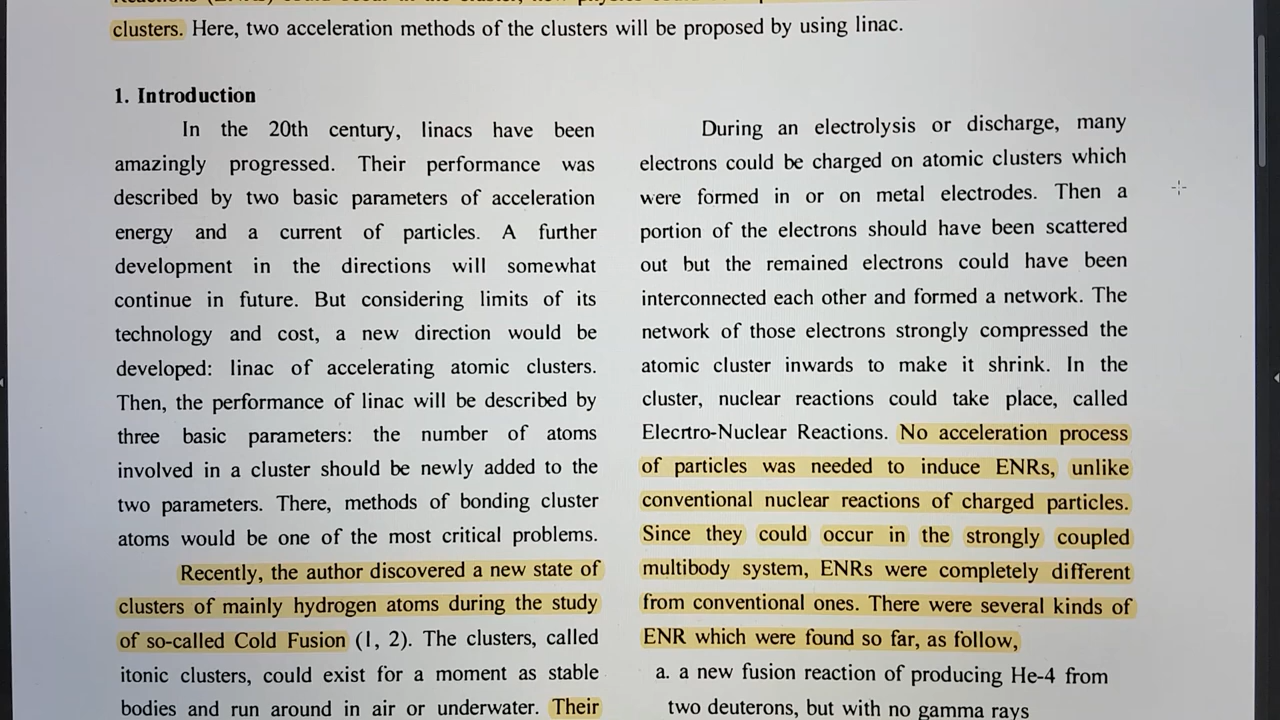 clusters. Here, two acceleration methods of the clusters will be proposed by using linac.
1. Introduction
In the 20th century, linacs have been
amazingly progressed. Their performance was
described by two basic parameters of acceleration
energy and a current of particles. A further
development in the directions will somewhat
continue in future. But considering limits of its
technology and cost, a new direction would be
developed: linac of accelerating atomic clusters.
Then, the performance of linac will be described by
three basic parameters: the number of atoms
involved in a cluster should be newly added to the
two parameters. There, methods of bonding cluster
atoms would be one of the most critical problems.
Recently, the author discovered a new state of
clusters of mainly hydrogen atoms during the study
of so-called Cold Fusion (1, 2). The clusters, called
itonic clusters, could exist for a moment as stable
bodies and run around in air or underwater. Their
During an electrolysis or discharge, many
electrons could be charged on atomic clusters which
were formed in or on metal electrodes. Then a
portion of the electrons should have been scattered
out but the remained electrons could have been
interconnected each other and formed a network. The
network of those electrons strongly compressed the
atomic cluster inwards to make it shrink. In the
cluster, nuclear reactions could take place, called
Elecrtro-Nuclear Reactions. No acceleration process
of particles was needed to induce ENRs, unlike
conventional nuclear reactions of charged particles.
Since they could occur in the strongly coupled
multibody system, ENRs were completely different
from conventional ones. There were several kinds of
ENR which were found so far, as follow,
a. a new fusion reaction of producing He-4 from
two deuterons, but with no gamma rays